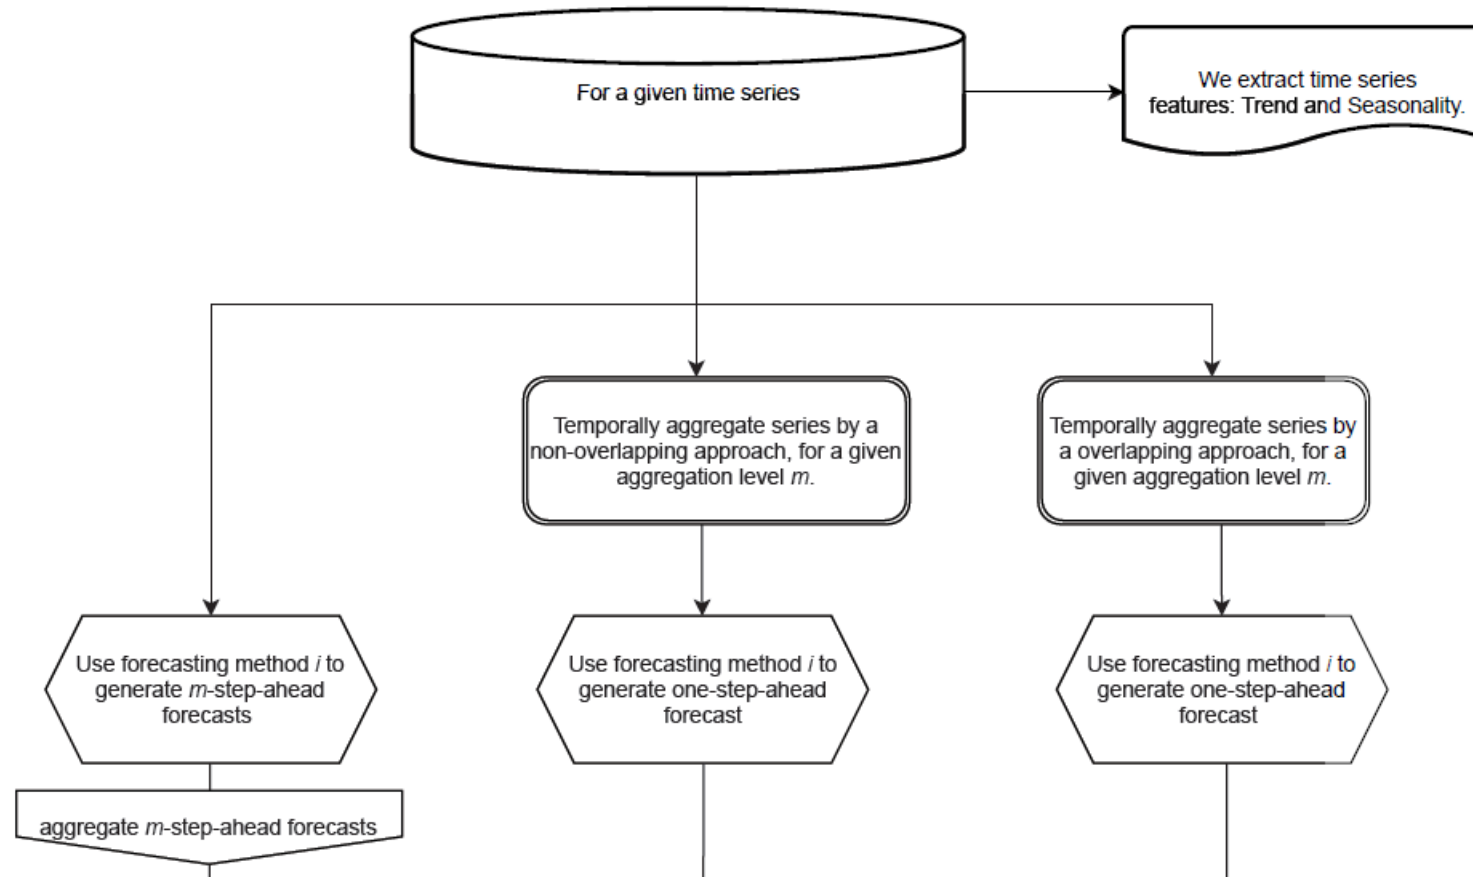 For a given time series
We extract time series
features: Trend and Seasonality.
Temporally aggregate series by a
non-overlapping approach, for a given
aggregation level m.
Temporally aggregate series by
a overlapping approach, for a
given aggregation level m.
Use forecasting method i to
generate m-step-ahead
forecasts
Use forecasting method i to
generate one-step-ahead
forecast
Use forecasting method i to
generate one-step-ahead
forecast
aggregate m-step-ahead forecasts